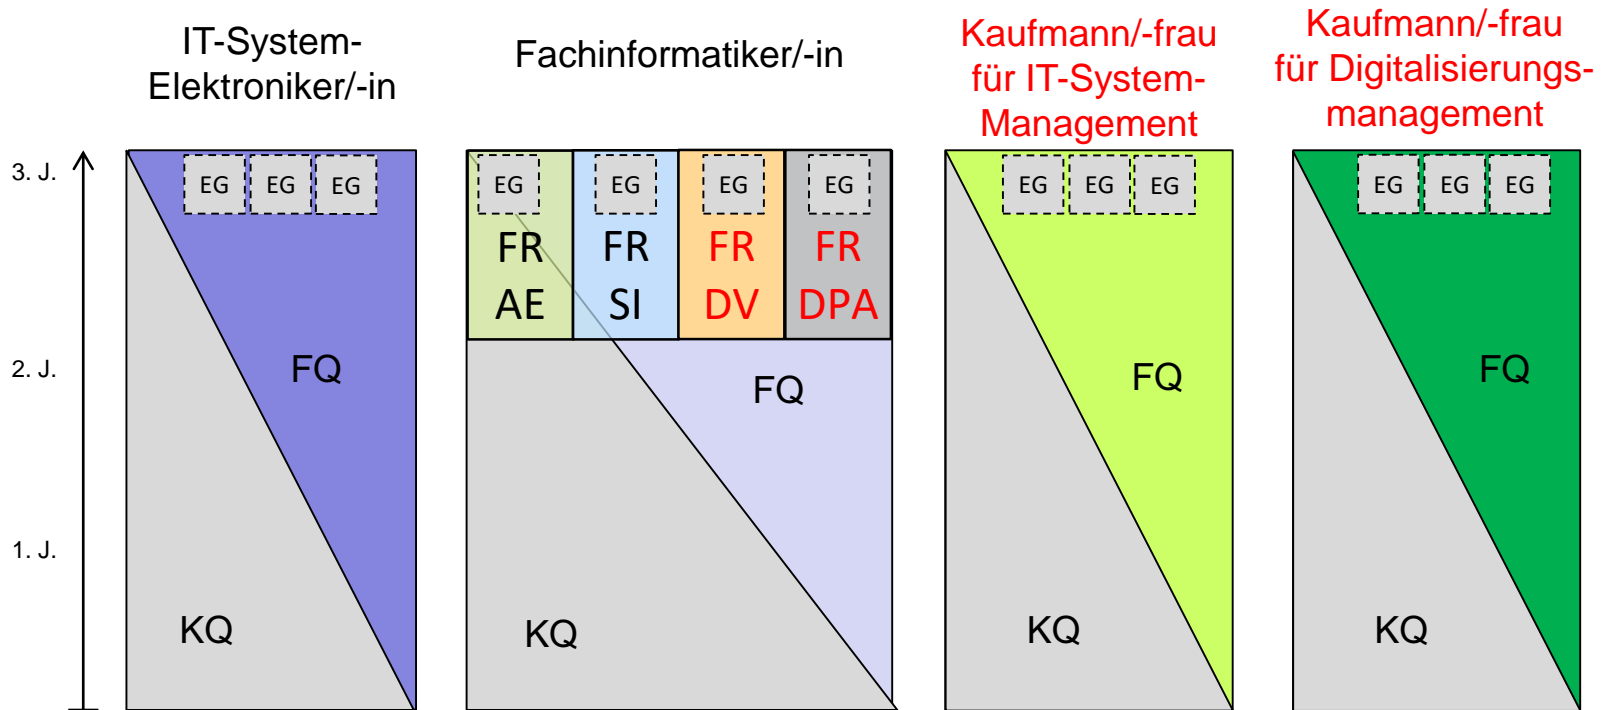 IT-System-
Elektroniker/-in
Fachinformatiker/-in
Kaufmann/-frau
für IT-System-
Management
Kaufmann/-frau
für Digitalisierungs-
management
3. J.
2. J.
1. J.
EG EG EG
FQ
KQ
EG EG EG EG
FR FR FR FR
AE SI DV DPA
FQ
KQ
EG EG EG
FQ
KQ
EG EG EG
FQ
KQ